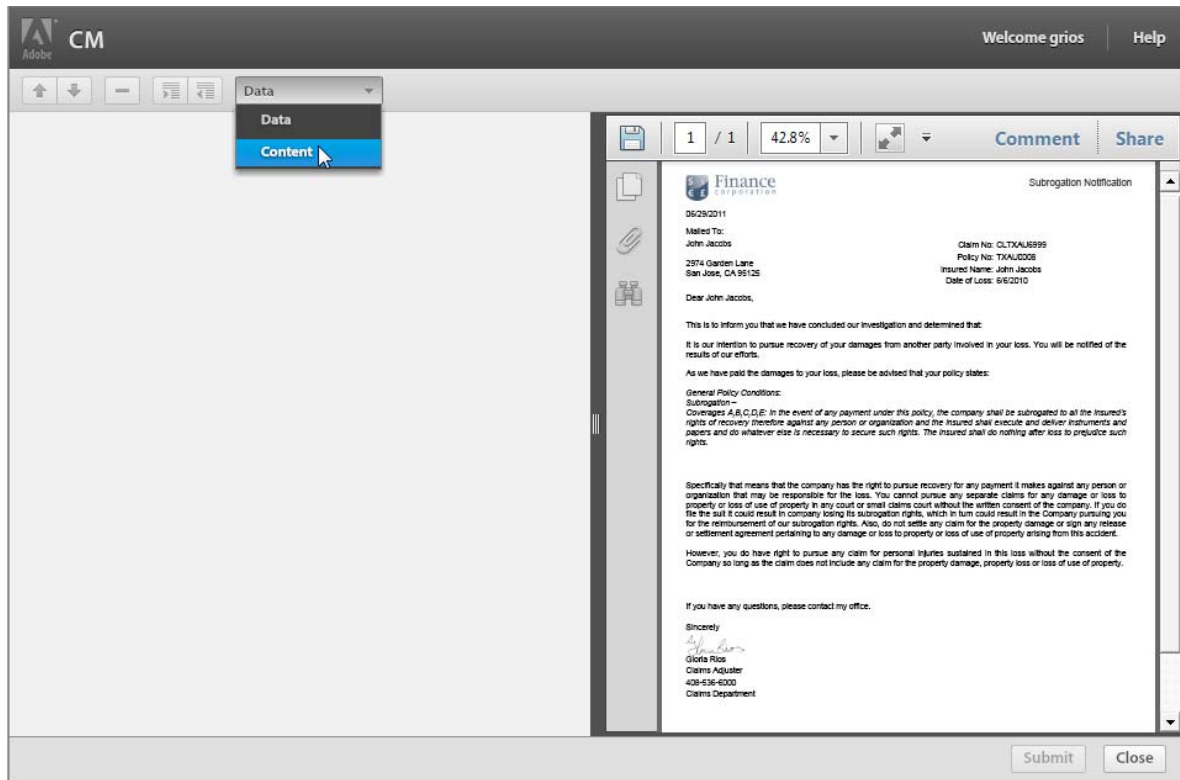 Adobe
CM
Welcome grios
Help
Data
Data
Content
1 / 1
42.8%
Comment
Share
Finance
corporation
Subrogation Notification
06/29/2011
Mailed To:
John Jacobs
2974 Garden Lane
San Jose, CA 95125
Claim No: CLTXAU6999
Policy No: TXAU0008
Insured Name: John Jacobs
Date of Loss: 6/6/2010
Dear John Jacobs,
This is to inform you that we have concluded our investigation and determined that:
It is our intention to pursue recovery of your damages from another party involved in your loss. You will be notified of the
results of our efforts.
As we have paid the damages to your loss, please be advised that your policy states:
General Policy Conditions:
Subrogation –
Coverages A,B,C,D,E: In the event of any payment under this policy, the company shall be subrogated to all the insured's
rights of recovery therefore against any person or organization and the insured shall execute and deliver instruments and
papers and do whatever else is necessary to secure such rights. The insured shall do nothing after loss to prejudice such
rights.
Specifically that means that the company has the right to pursue recovery for any payment it makes against any person or
organization that may be responsible for the loss. You cannot pursue any separate claims for any damage or loss to
property or loss of use of property in any court or small claims court without the written consent of the company. If you do
file the suit it could result in company losing its subrogation rights, which in turn could result in the Company pursuing you
for the reimbursement of our subrogation rights. Also, do not settle any claim for the property damage or sign any release
or settlement agreement pertaining to any damage or loss to property or loss of use of property arising from this accident.
However, you do have right to pursue any claim for personal injuries sustained in this loss without the consent of the
Company so long as the claim does not include any claim for the property damage, property loss or loss of use of property.
If you have any questions, please contact my office.
Sincerely
Gloria Rios
Gloria Rios
Claims Adjuster
408-536-6000
Claims Department
Submit
Close